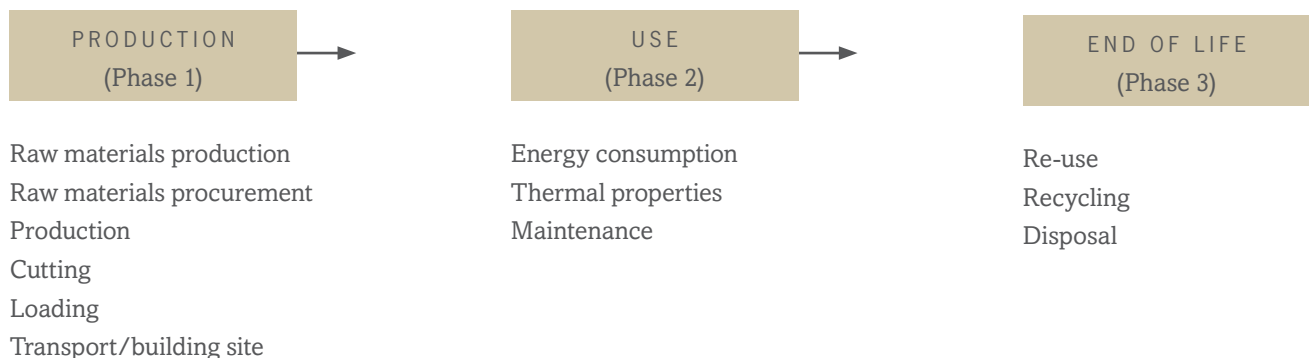 PRODUCTION
(Phase 1)
Raw materials production
Raw materials procurement
Production
Cutting
Loading
Transport/building site
USE
(Phase 2)
Energy consumption
Thermal properties
Maintenance
END OF LIFE
(Phase 3)
Re-use
Recycling
Disposal